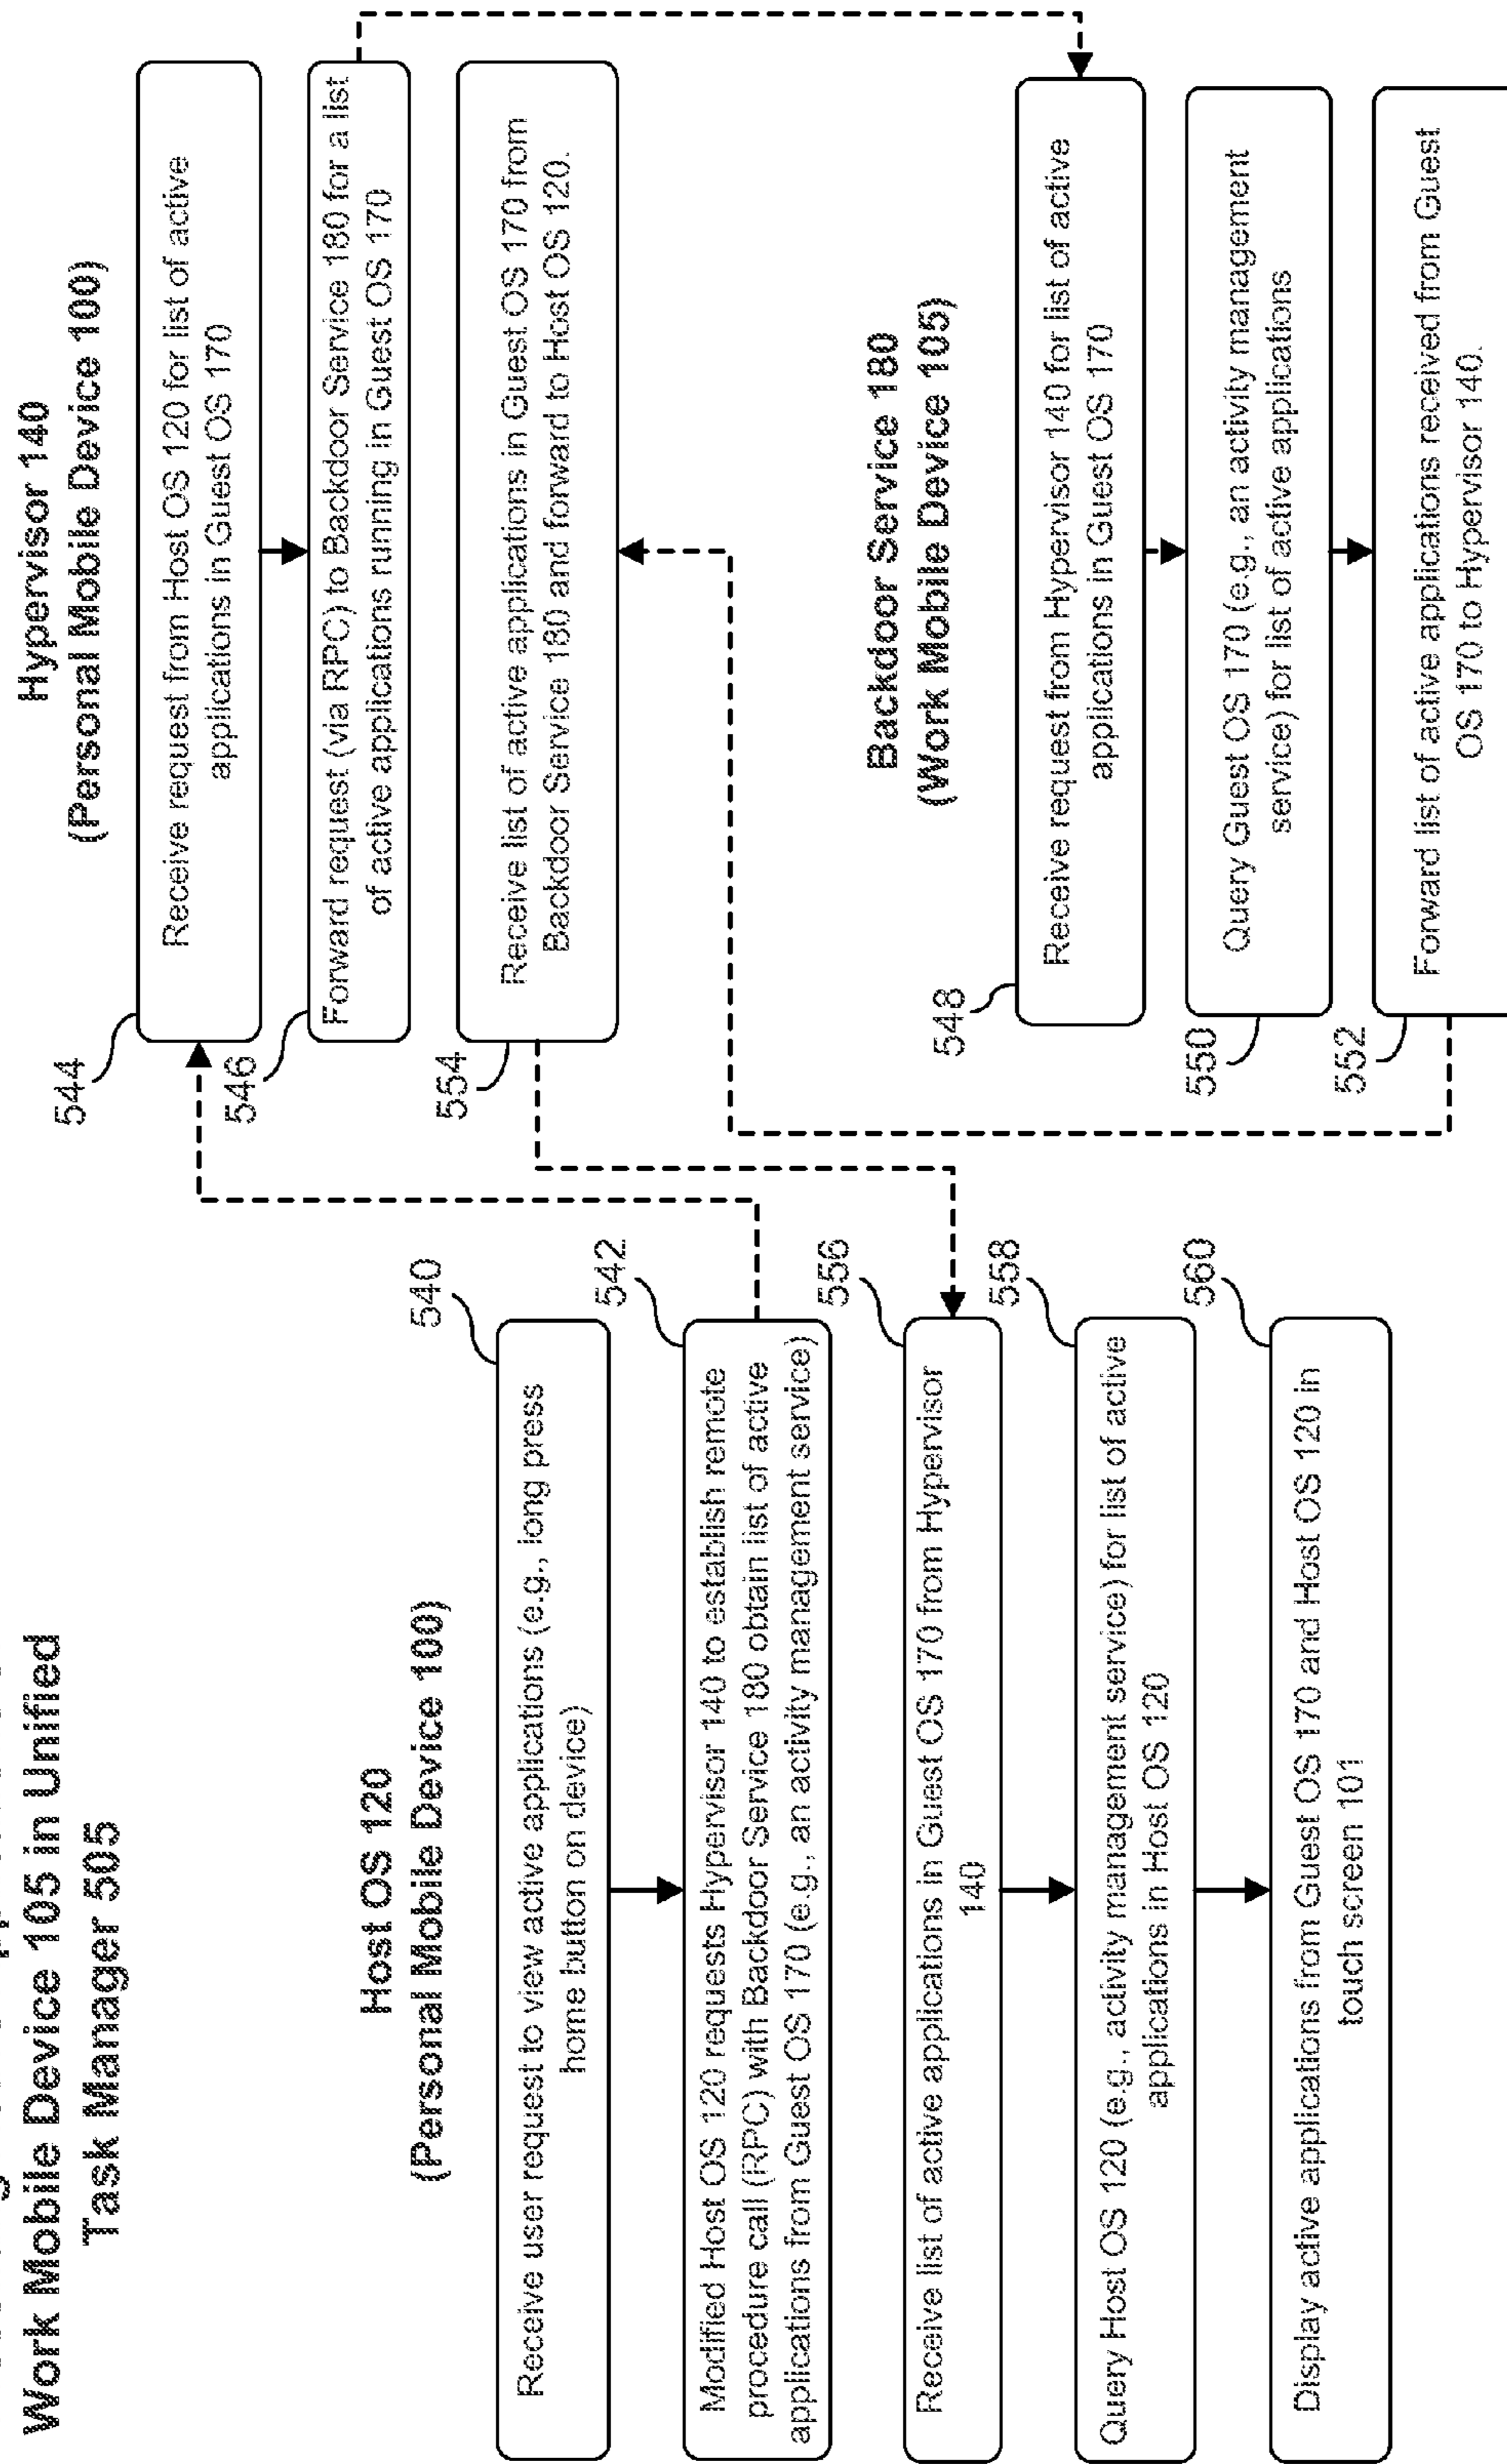 Work Mobile Device 105 in Unified
Task Manager 505
Host OS 120
(Personal Mobile Device 100)
540
Receive user request to view active applications (e.g., long press
home button on device)
542
Modified Host OS 120 requests Hypervisor 140 to establish remote
procedure call (RPC) with Backdoor Service 180 obtain list of active
applications from Guest OS 170 (e.g., an activity management service)
556
Receive list of active applications in Guest OS 170 from Hypervisor
140
558
Query Host OS 120 (e.g., activity management service) for list of active
applications in Host OS 120
560
Display active applications from Guest OS 170 and Host OS 120 in
touch screen 101
Hypervisor 140
(Personal Mobile Device 100)
544
Receive request from Host OS 120 for list of active
applications in Guest OS 170
546
Forward request (via RPC) to Backdoor Service 180 for a list
of active applications running in Guest OS 170
554
Receive list of active applications in Guest OS 170 from
Backdoor Service 180 and forward to Host OS 120.
Backdoor Service 180
(Work Mobile Device 105)
548
Receive request from Hypervisor 140 for list of active
applications in Guest OS 170
550
Query Guest OS 170 (e.g., an activity management
service) for list of active applications
552
Forward list of active applications received from Guest
OS 170 to Hypervisor 140.